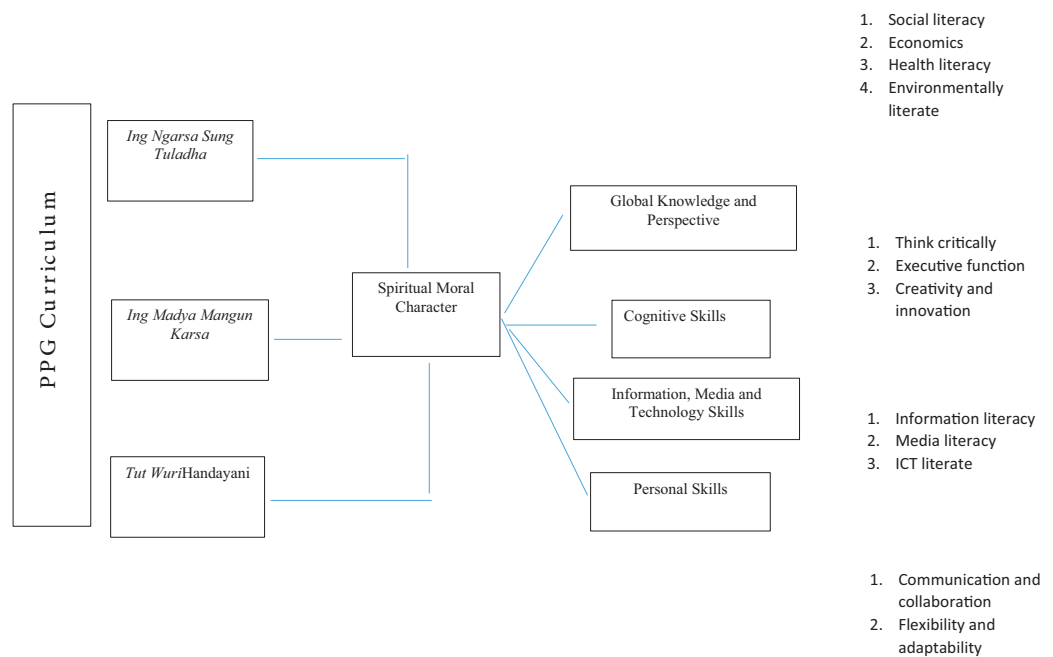 PPG Curriculum
Ing Ngarsa Sung
Tuladha
Ing Madya Mangun
Karsa
Tut WuriHandayani
Spiritual Moral
Character
Global Knowledge and
Perspective
Cognitive Skills
Information, Media and
Technology Skills
Personal Skills
1. Social literacy
2. Economics
3. Health literacy
4. Environmentally
literate
1. Think critically
2. Executive function
3. Creativity and
innovation
1. Information literacy
2. Media literacy
3. ICT literate
1. Communication and
collaboration
2. Flexibility and
adaptability